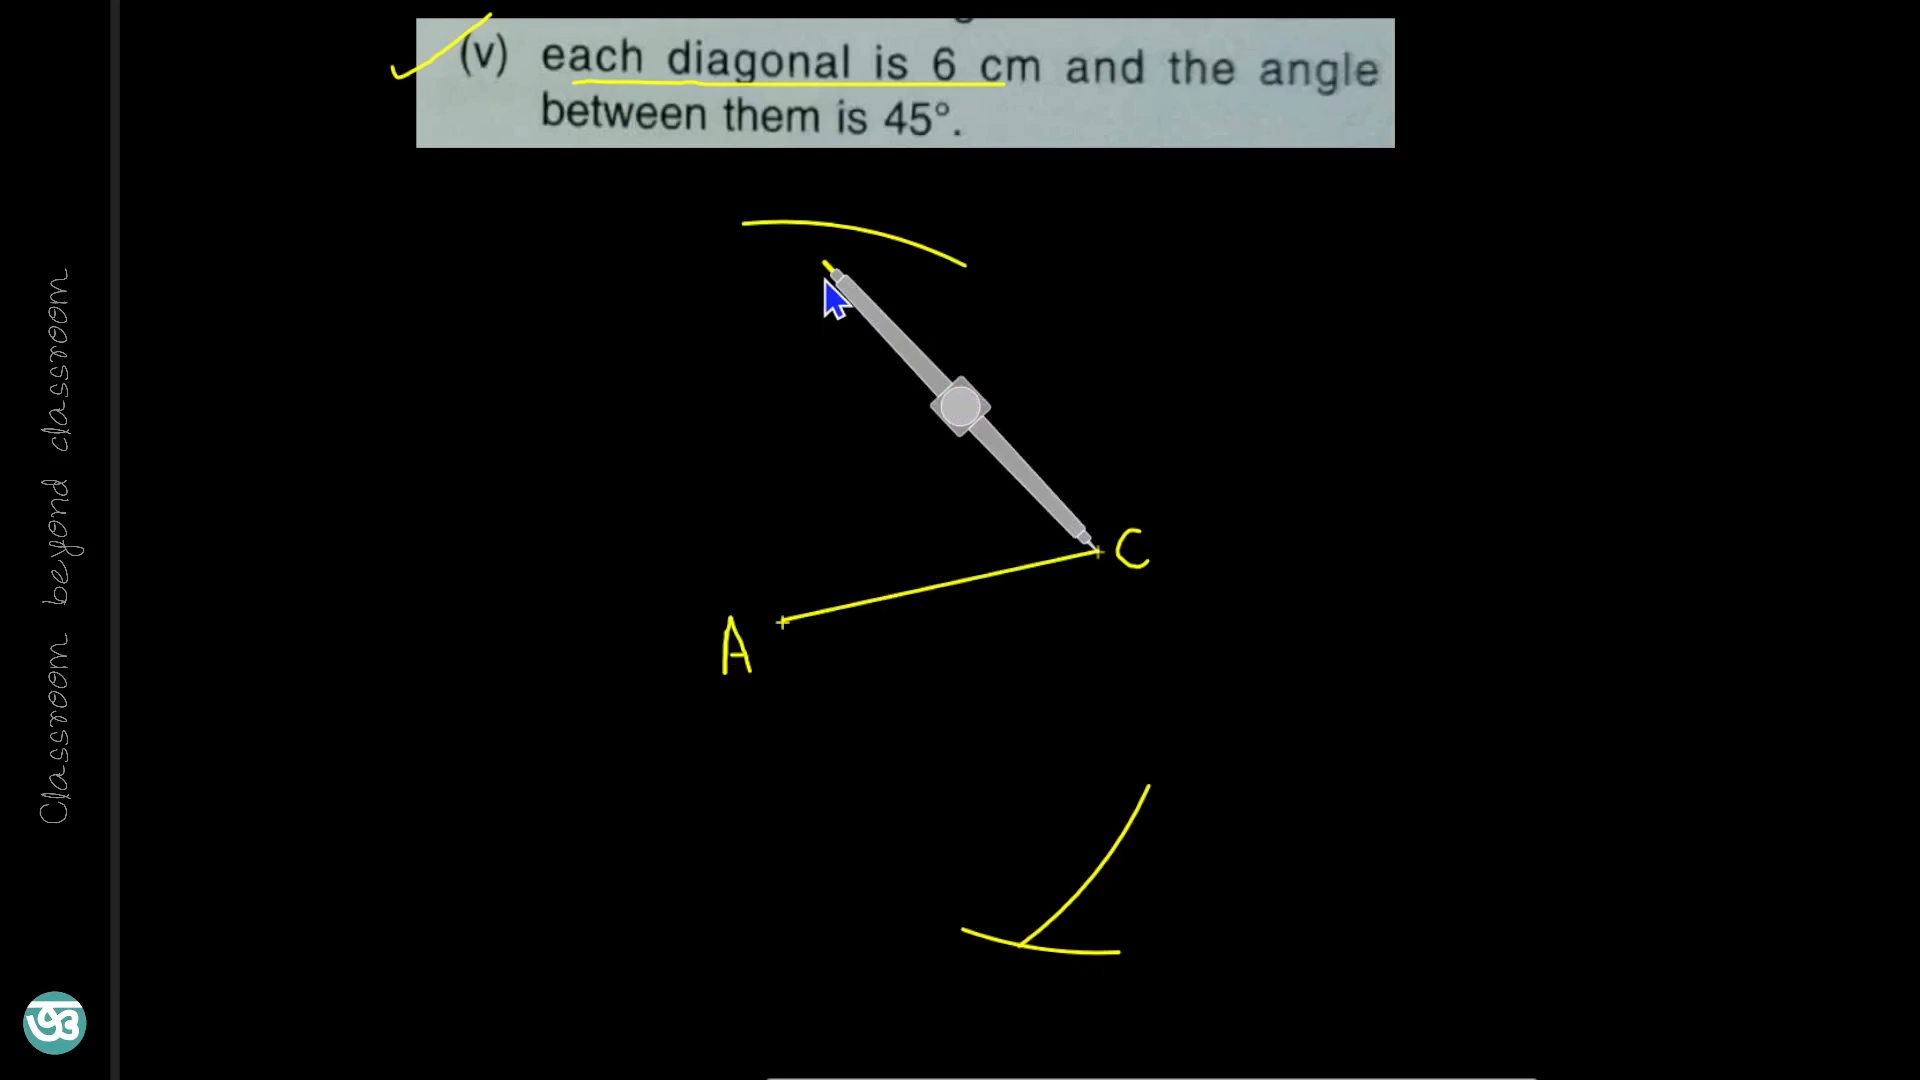 (v) each diagonal is 6 cm and the angle
between them is 45°.
C
A
Classroom beyond classroom